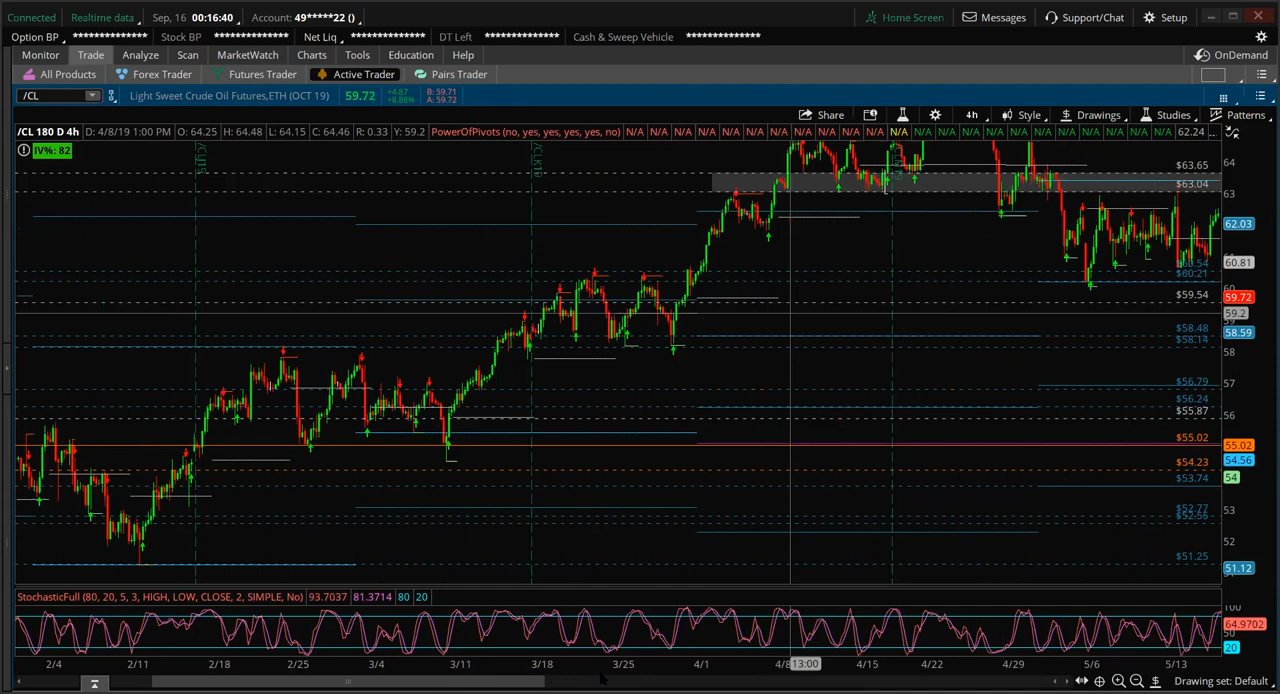 Connected Realtime data Sep, 16 00:16:40 Account: 49*****22 () Home Screen Messages Support/Chat Setup
Option BP ************** Stock BP ************** Net Liq ************** DT Left ************** Cash & Sweep Vehicle **************
Monitor Trade Analyze Scan MarketWatch Charts Tools Education Help OnDemand
All Products Forex Trader Futures Trader Active Trader Pairs Trader
/CL Light Sweet Crude Oil Futures,ETH (OCT 19) 59.72 +4.87 +8.88% B: 59.71 A: 59.72
Share 4h Style Drawings Studies Patterns
/CL 180 D 4h D: 4/8/19 1:00 PM O: 64.25 H: 64.48 L: 64.15 C: 64.46 R: 0.33 Y: 59.2 PowerOfPivots (no, yes, yes, yes, yes, no) N/A N/A N/A N/A N/A N/A N/A N/A N/A N/A N/A N/A N/A N/A N/A N/A N/A N/A N/A N/A N/A N/A N/A 62.24 ...
IV%: 82
/CLJ19
/CLK19
64
$63.65
$63.04
63
62.03
60.81
$60.54
$60.21
60
$59.54
59.72
59.2
$58.48
58.59
$58.14
58
$56.79
57
$56.24
$55.87
56
$55.02
55.02
$54.23
54.56
$53.74
54
$52.77
53
$52.55
52
$51.25
51.12
StochasticFull (80, 20, 5, 3, HIGH, LOW, CLOSE, 2, SIMPLE, No) 93.7037 81.3714 80 20
100
64.9702
50
20
2/4 2/11 2/18 2/25 3/4 3/11 3/18 3/25 4/1 4/8 13:00 4/15 4/22 4/29 5/6 5/13
Drawing set: Default